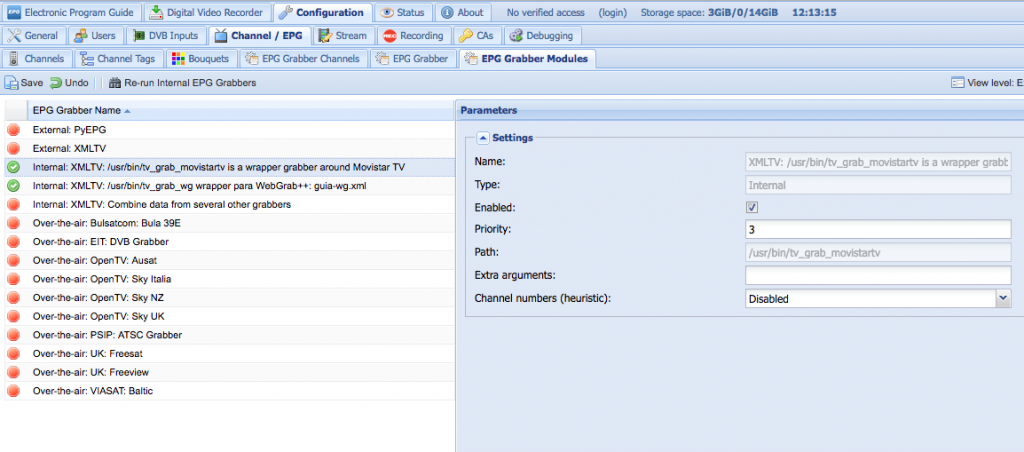 EPG Electronic Program Guide Digital Video Recorder Configuration Status About No verified access (login) Storage space: 3GiB/0/14GiB 12:13:15
General Users DVB Inputs Channel / EPG Stream REC Recording CAs Debugging
Channels Channel Tags Bouquets EPG Grabber Channels EPG Grabber EPG Grabber Modules
Save Undo Re-run Internal EPG Grabbers View level: E
EPG Grabber Name
External: PyEPG
External: XMLTV
Internal: XMLTV: /usr/bin/tv_grab_movistartv is a wrapper grabber around Movistar TV
Internal: XMLTV: /usr/bin/tv_grab_wg wrapper para WebGrab++: guia-wg.xml
Internal: XMLTV: Combine data from several other grabbers
Over-the-air: Bulsatcom: Bula 39E
Over-the-air: EIT: DVB Grabber
Over-the-air: OpenTV: Ausat
Over-the-air: OpenTV: Sky Italia
Over-the-air: OpenTV: Sky NZ
Over-the-air: OpenTV: Sky UK
Over-the-air: PSIP: ATSC Grabber
Over-the-air: UK: Freesat
Over-the-air: UK: Freeview
Over-the-air: VIASAT: Baltic
Parameters
Settings
Name: XMLTV: /usr/bin/tv_grab_movistartv is a wrapper grabb
Type: Internal
Enabled:
Priority: 3
Path: /usr/bin/tv_grab_movistartv
Extra arguments:
Channel numbers (heuristic): Disabled